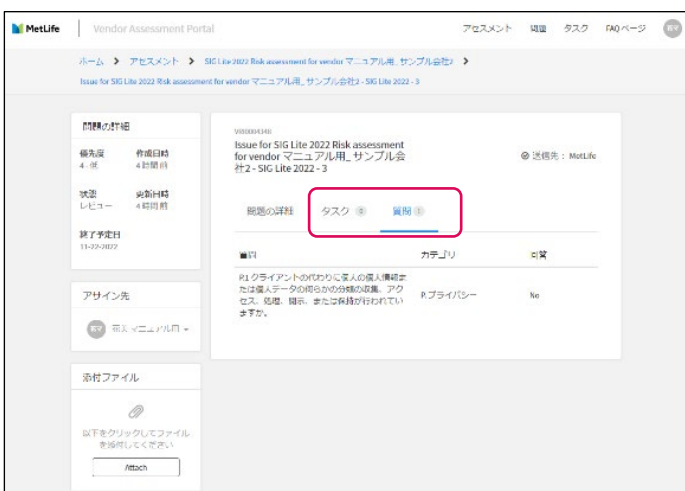 MetLife
Vendor Assessment Portal
アセスメント 問題 タスク FAQ ページ
ホーム > アセスメント > SIG Lite 2022 Risk assessment for vendor マニュアル用_サンプル会社2 >
Issue for SIG Lite 2022 Risk assessment for vendor マニュアル用_サンプル会社2 - SIG Lite 2022 - 3
問題の詳細
優先度 作成日時
4 - 低 4 時間前
状態 更新日時
レビュー 4 時間前
終了予定日
11-22-2022
アサイン先
マニュアル用
添付ファイル
以下をクリックしてファイル
を添付してください
Attach
VRI0004340
Issue for SIG Lite 2022 Risk assessment
for vendor マニュアル用_サンプル会
社2 - SIG Lite 2022 - 3
送信先 : MetLife
問題の詳細 タスク 0 質問 1
質問 カテゴリ 回答
P.1 クライアントの代わりに個人の個人情報ま
たは個人データの何らかの分類の収集、アク
セス、処理、開示、または保持が行われてい
ますか。
P. プライバシー
No